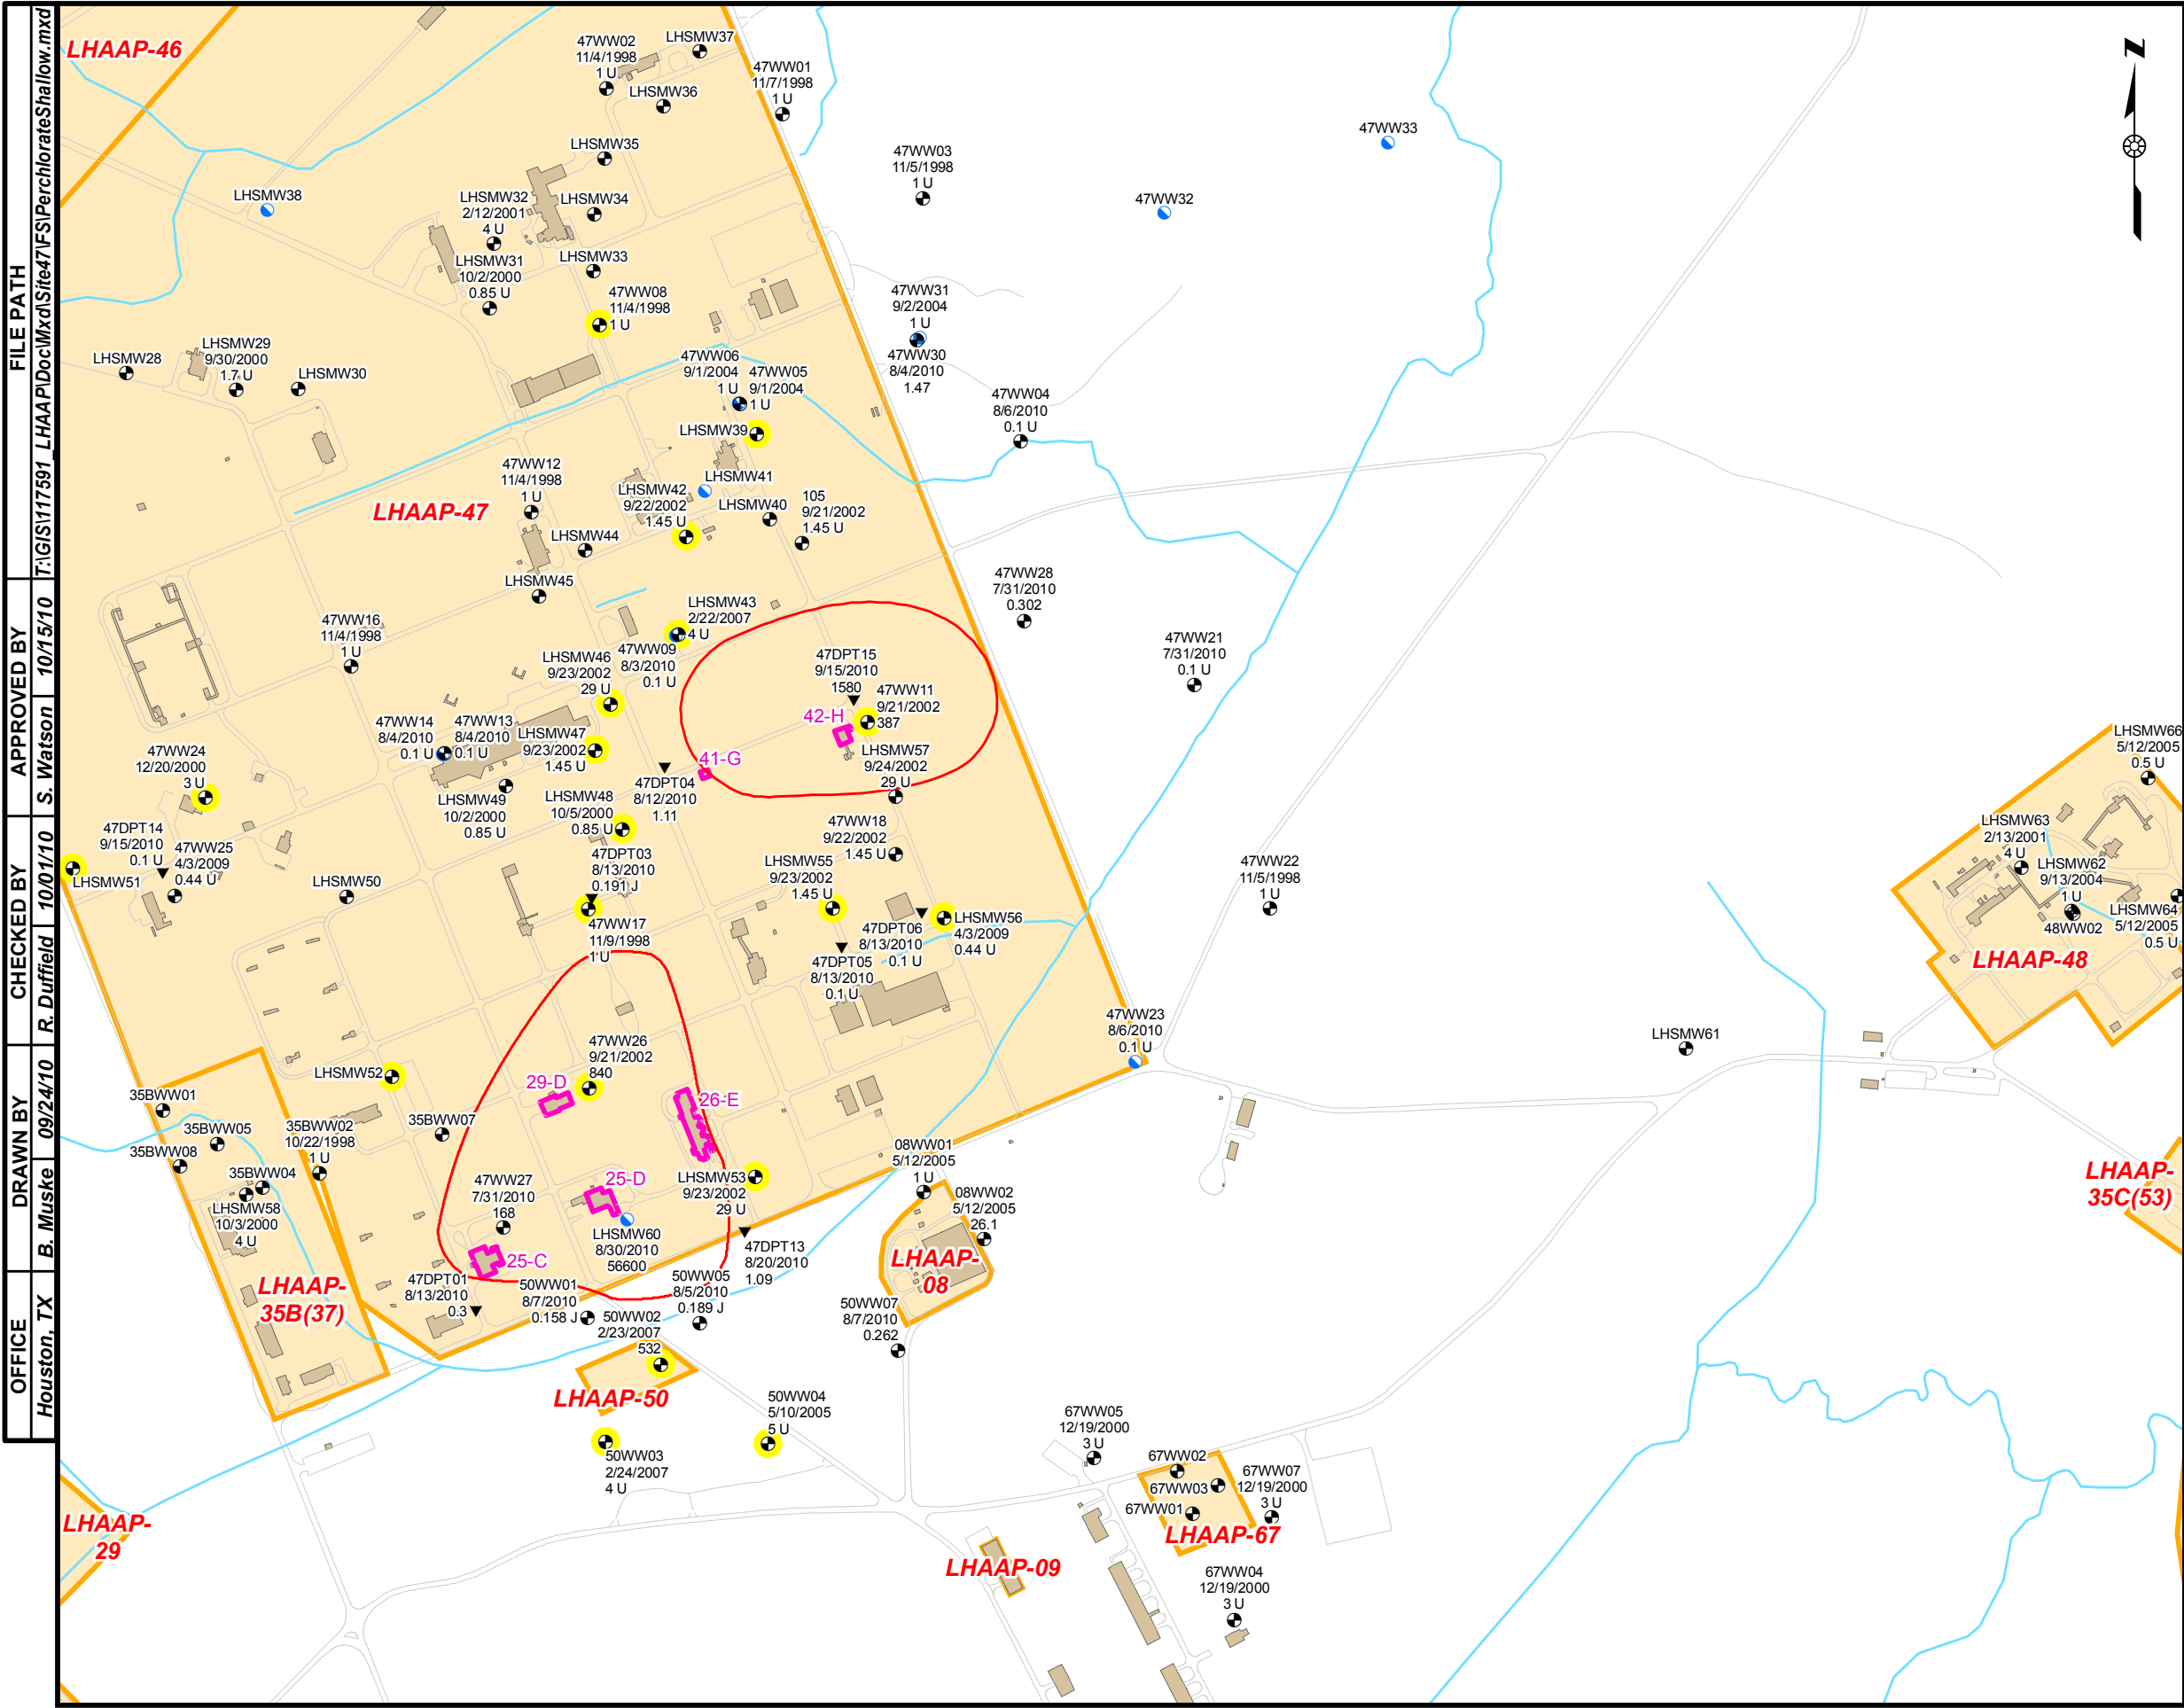 FILE PATH
T:\GIS\117591_LHAAP\Doc\Mxd\Site47\FS\PerchlorateShallow.mxd
APPROVED BY
S. Watson 10/15/10
CHECKED BY
R. Duffield 10/01/10
DRAWN BY
B. Muske 09/24/10
OFFICE
Houston, TX
N
LHAAP-46
47WW02
11/4/1998
1 U
LHSMW37
LHSMW36
47WW01
11/7/1998
1 U
LHSMW35
47WW33
47WW03
11/5/1998
1 U
LHSMW38
LHSMW32
2/12/2001
4 U
LHSMW34
47WW32
LHSMW31
10/2/2000
0.85 U
LHSMW33
47WW08
11/4/1998
1 U
47WW31
9/2/2004
1 U
47WW30
8/4/2010
1.47
LHSMW28
LHSMW29
9/30/2000
1.7 U
LHSMW30
47WW06
9/1/2004
1 U
47WW05
9/1/2004
1 U
47WW04
8/6/2010
0.1 U
LHSMW39
47WW12
11/4/1998
1 U
LHAAP-47
LHSMW41
LHSMW42
9/22/2002
1.45 U
LHSMW40
105
9/21/2002
1.45 U
LHSMW44
LHSMW45
47WW28
7/31/2010
0.302
47WW16
11/4/1998
1 U
LHSMW43
2/22/2007
4 U
47WW09
8/3/2010
0.1 U
47WW21
7/31/2010
0.1 U
LHSMW46
9/23/2002
29 U
47DPT15
9/15/2010
1580
47WW11
9/21/2002
387
42-H
47WW14
8/4/2010
0.1 U
47WW13
8/4/2010
0.1 U
LHSMW47
9/23/2002
1.45 U
LHSMW57
9/24/2002
29 U
41-G
47WW24
12/20/2000
3 U
LHSMW49
10/2/2000
0.85 U
LHSMW48
10/5/2000
0.85 U
47DPT04
8/12/2010
1.11
LHSMW66
5/12/2005
0.5 U
47DPT14
9/15/2010
0.1 U
47WW25
4/3/2009
0.44 U
47WW18
9/22/2002
1.45 U
LHSMW63
2/13/2001
4 U
LHSMW51
LHSMW50
47DPT03
8/13/2010
0.191 J
LHSMW55
9/23/2002
1.45 U
47WW22
11/5/1998
1 U
LHSMW62
9/13/2004
1 U
48WW02
LHSMW64
5/12/2005
0.5 U
47WW17
11/9/1998
1 U
47DPT06
8/13/2010
0.1 U
LHSMW56
4/3/2009
0.44 U
47DPT05
8/13/2010
0.1 U
LHAAP-48
47WW23
8/6/2010
0.1 U
LHSMW61
47WW26
9/21/2002
840
LHSMW52
29-D
26-E
35BWW01
35BWW05
35BWW08
35BWW02
10/22/1998
1 U
35BWW07
35BWW04
LHSMW58
10/3/2000
4 U
47WW27
7/31/2010
168
25-D
LHSMW53
9/23/2002
29 U
08WW01
5/12/2005
1 U
08WW02
5/12/2005
26.1
LHAAP-
35C(53)
LHSMW60
8/30/2010
56600
25-C
47DPT13
8/20/2010
1.09
LHAAP-
08
LHAAP-
35B(37)
47DPT01
8/13/2010
0.3
50WW01
8/7/2010
0.158 J
50WW05
8/5/2010
0.189 J
50WW02
2/23/2007
532
50WW07
8/7/2010
0.262
LHAAP-50
50WW04
5/10/2005
5 U
50WW03
2/24/2007
4 U
67WW05
12/19/2000
3 U
67WW02
67WW03
67WW01
67WW07
12/19/2000
3 U
LHAAP-67
LHAAP-
29
LHAAP-09
67WW04
12/19/2000
3 U